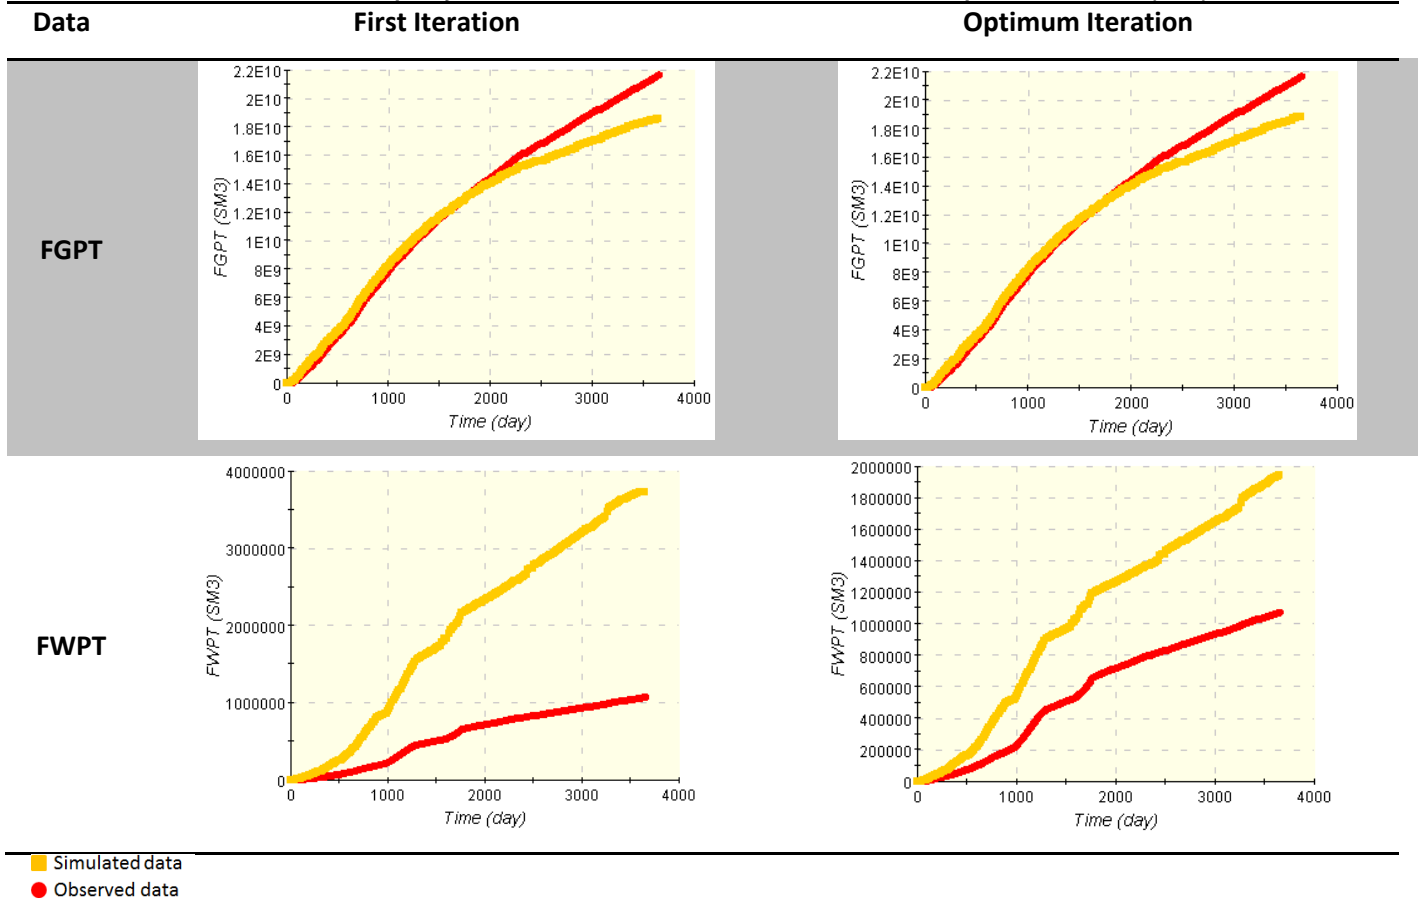 Data First Iteration Optimum Iteration
FGPT
2.2E10
2E10
1.8E10
1.6E10
1.4E10
1.2E10
1E10
8E9
6E9
4E9
2E9
0
FGPT (SM3)
0 1000 2000 3000 4000
Time (day)
2.2E10
2E10
1.8E10
1.6E10
1.4E10
1.2E10
1E10
8E9
6E9
4E9
2E9
0
FGPT (SM3)
0 1000 2000 3000 4000
Time (day)
FWPT
4000000
3000000
2000000
1000000
0
FWPT (SM3)
0 1000 2000 3000 4000
Time (day)
2000000
1800000
1600000
1400000
1200000
1000000
800000
600000
400000
200000
0
FWPT (SM3)
0 1000 2000 3000 4000
Time (day)
Simulated data
Observed data